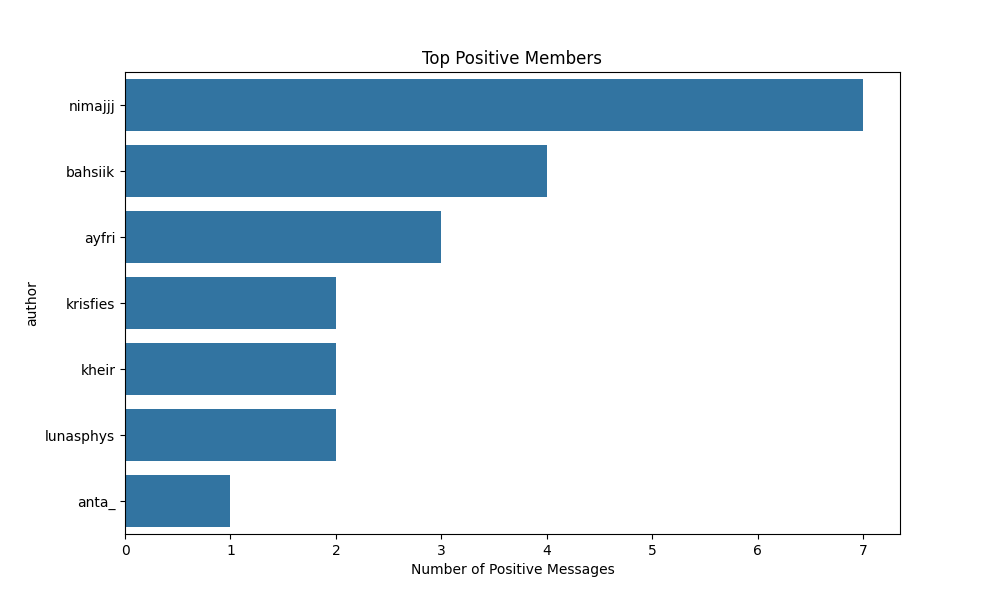 Top Positive Members
nimajjj
bahsiik
ayfri
krisfies
kheir
lunasphys
anta_
author
0 1 2 3 4 5 6 7
Number of Positive Messages